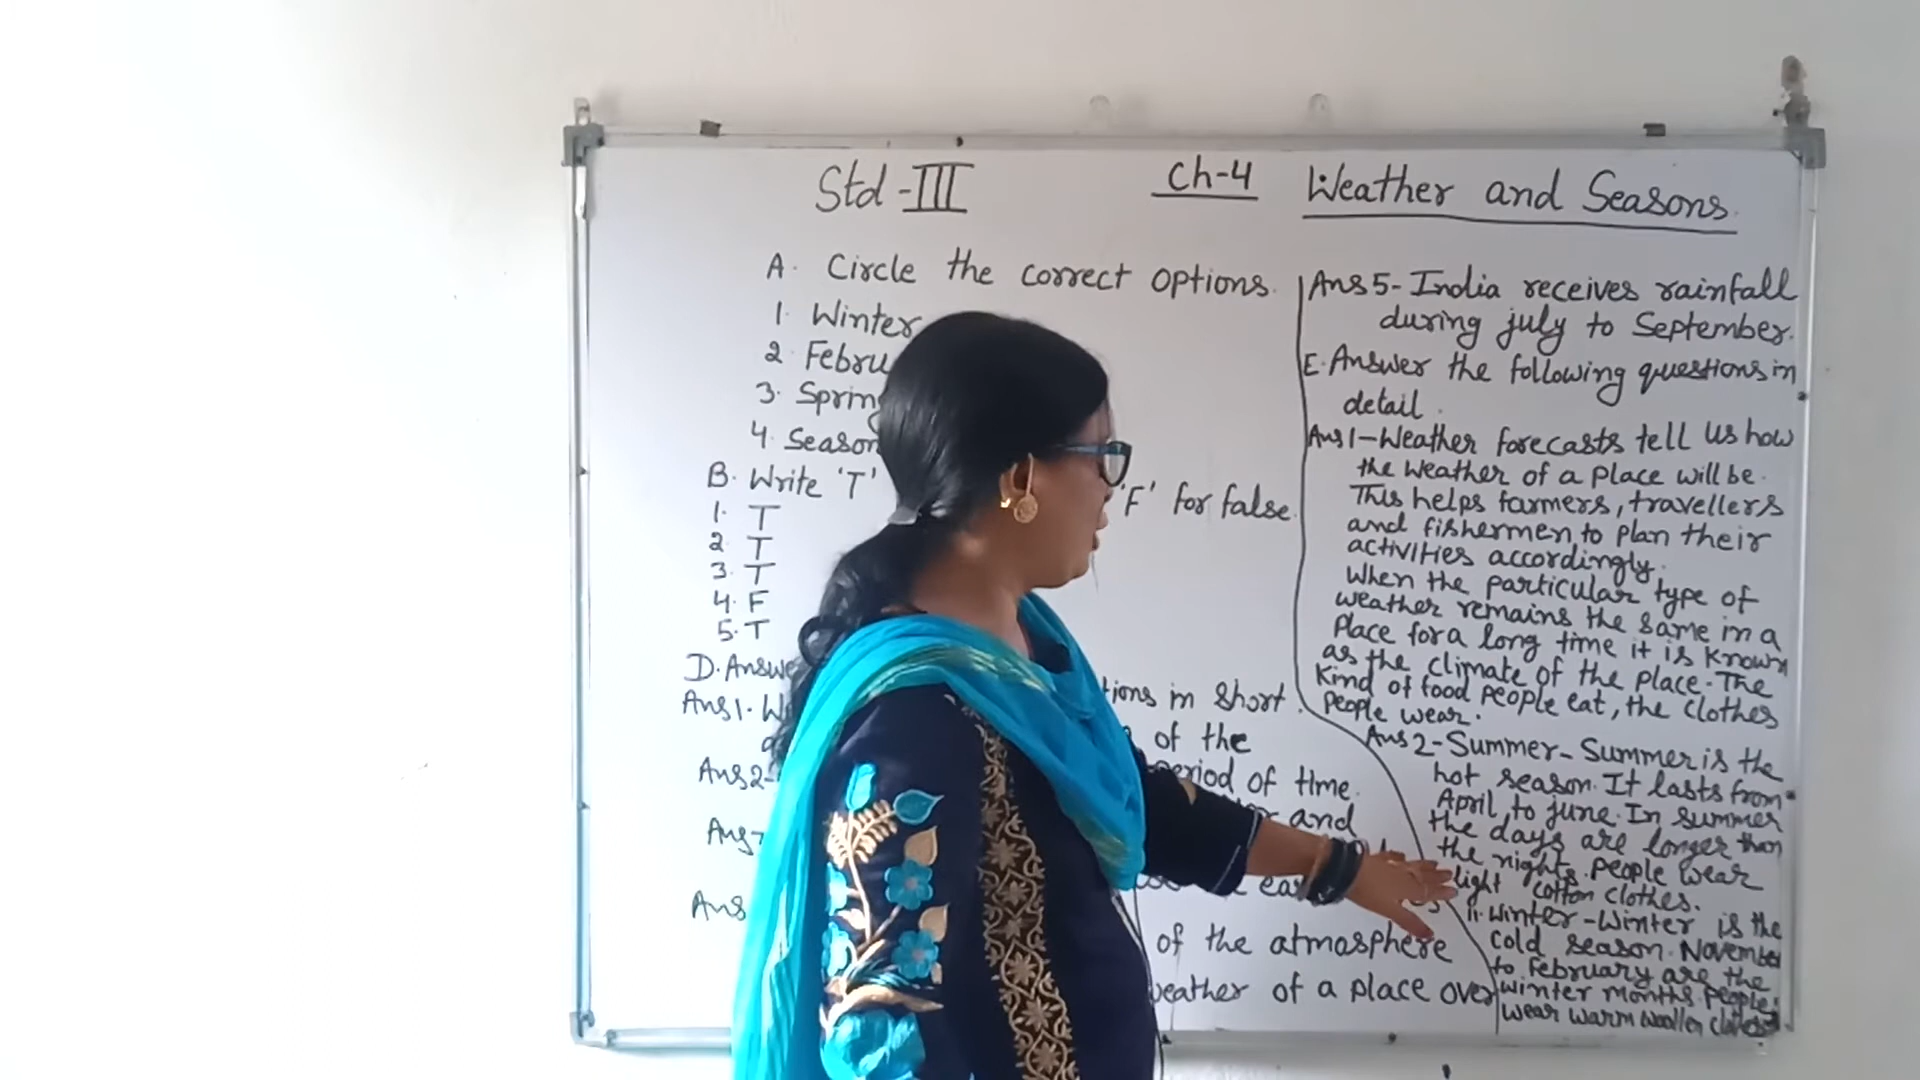 Std-III
Ch-4 Weather and Seasons.
A. Circle the correct options.
1. Winter
2. Febru
3. Spring
4. Season
B. Write 'T' 'F' for false.
1. T
2. T
3. T
4. F
5. T
D. Answe tions in short.
Ans1. W
of the
Ans2-
period of time.
and
Ans
of the atmosphere
weather of a place over
Ans5- India receives rainfall
during july to September.
E. Answer the following questions in
detail.
Ans1-Weather forecasts tell us how
the weather of a place will be.
This helps farmers, travellers
and fishermen to plan their
activities accordingly.
When the particular type of
weather remains the same in a
place for a long time it is known
as the climate of the place. The
kind of food people eat, the clothes
people wear.
Ans2-Summer-Summer is the
hot season. It lasts from
April to june. In summer
the days are longer than
the nights. People wear
light cotton clothes.
ii. Winter-Winter is the
cold season. November
to february are the
winter months. People
wear warm woollen clothes